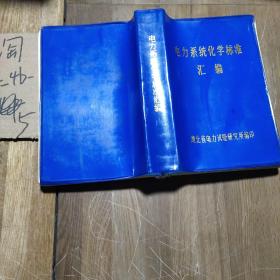 淘
电力系统化学标准汇编
电力系统化学标准
汇编
湖北省电力试验研究所编印